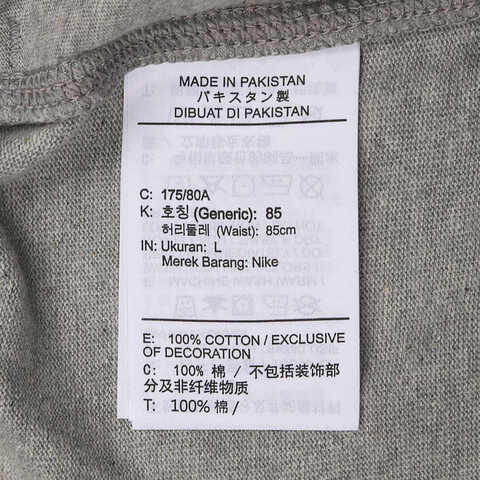 MADE IN PAKISTAN
パキスタン製
DIBUAT DI PAKISTAN
C: 175/80A
K: 호칭 (Generic): 85
허리둘레 (Waist): 85cm
IN: Ukuran: L
Merek Barang: Nike
E: 100% COTTON / EXCLUSIVE
OF DECORATION
C: 100% 棉 / 不包括装饰部
分及非纤维物质
T: 100% 棉 /